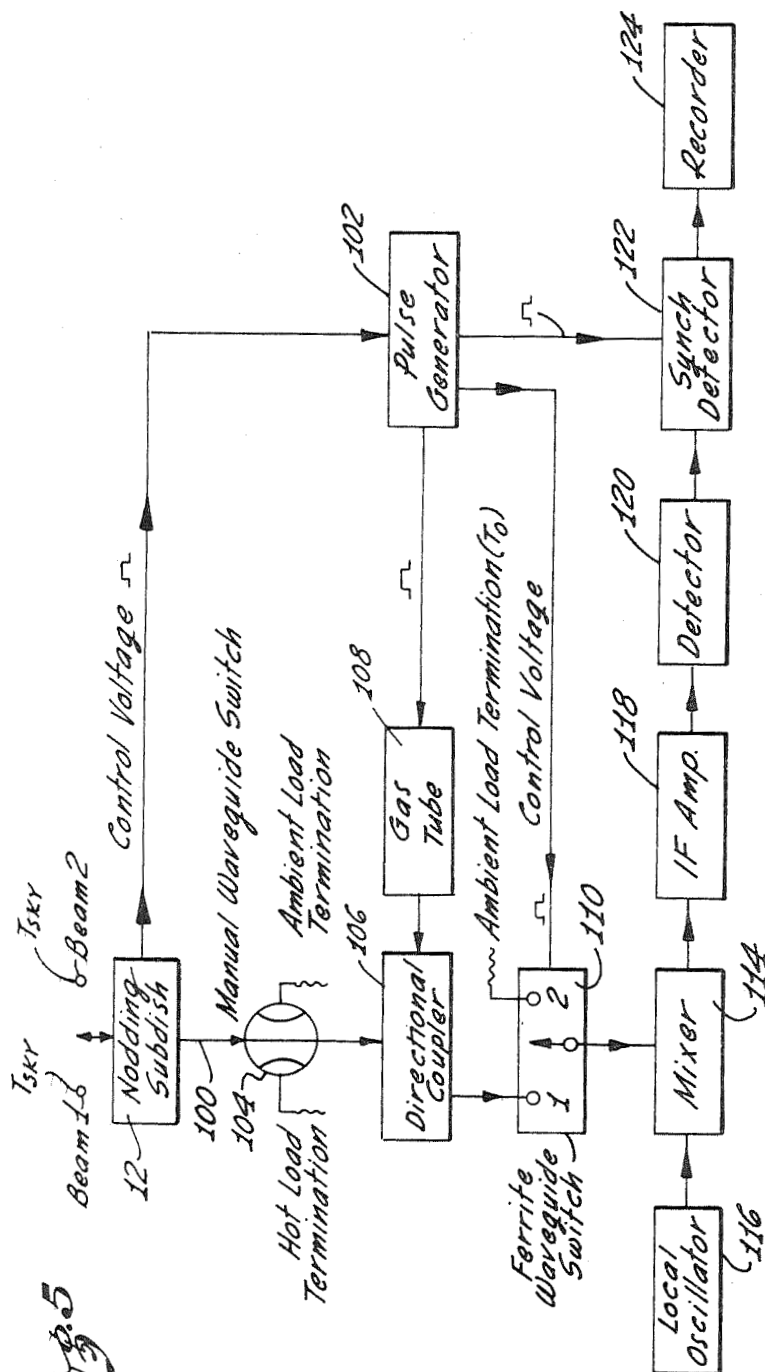 Fig. 5
T SKY
T SKY
Beam 1
Beam 2
12
Nodding
Subdish
Control Voltage
100
Manual Waveguide Switch
104
Hot Load
Termination
Ambient Load
Termination
102
Pulse
Generator
106
108
Directional
Coupler
Gas
Tube
Ambient Load Termination (T0)
Control Voltage
Ferrite
Waveguide
Switch
1
2
110
Local
Oscillator
116
Mixer
114
118
IF Amp.
120
Detector
122
Synch
Detector
124
Recorder